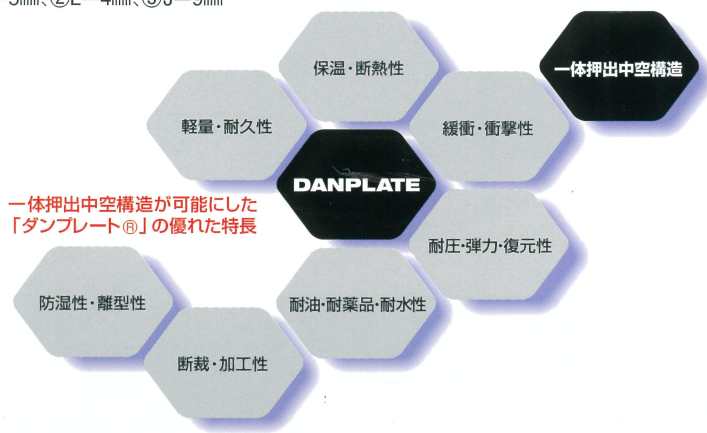 保温・断熱性
一体押出中空構造
軽量・耐久性
緩衝・衝撃性
DANPLATE
一体押出中空構造が可能にした
「ダンプレート®」の優れた特長
耐圧・弾力・復元性
防湿性・離型性
耐油・耐薬品・耐水性
断裁・加工性